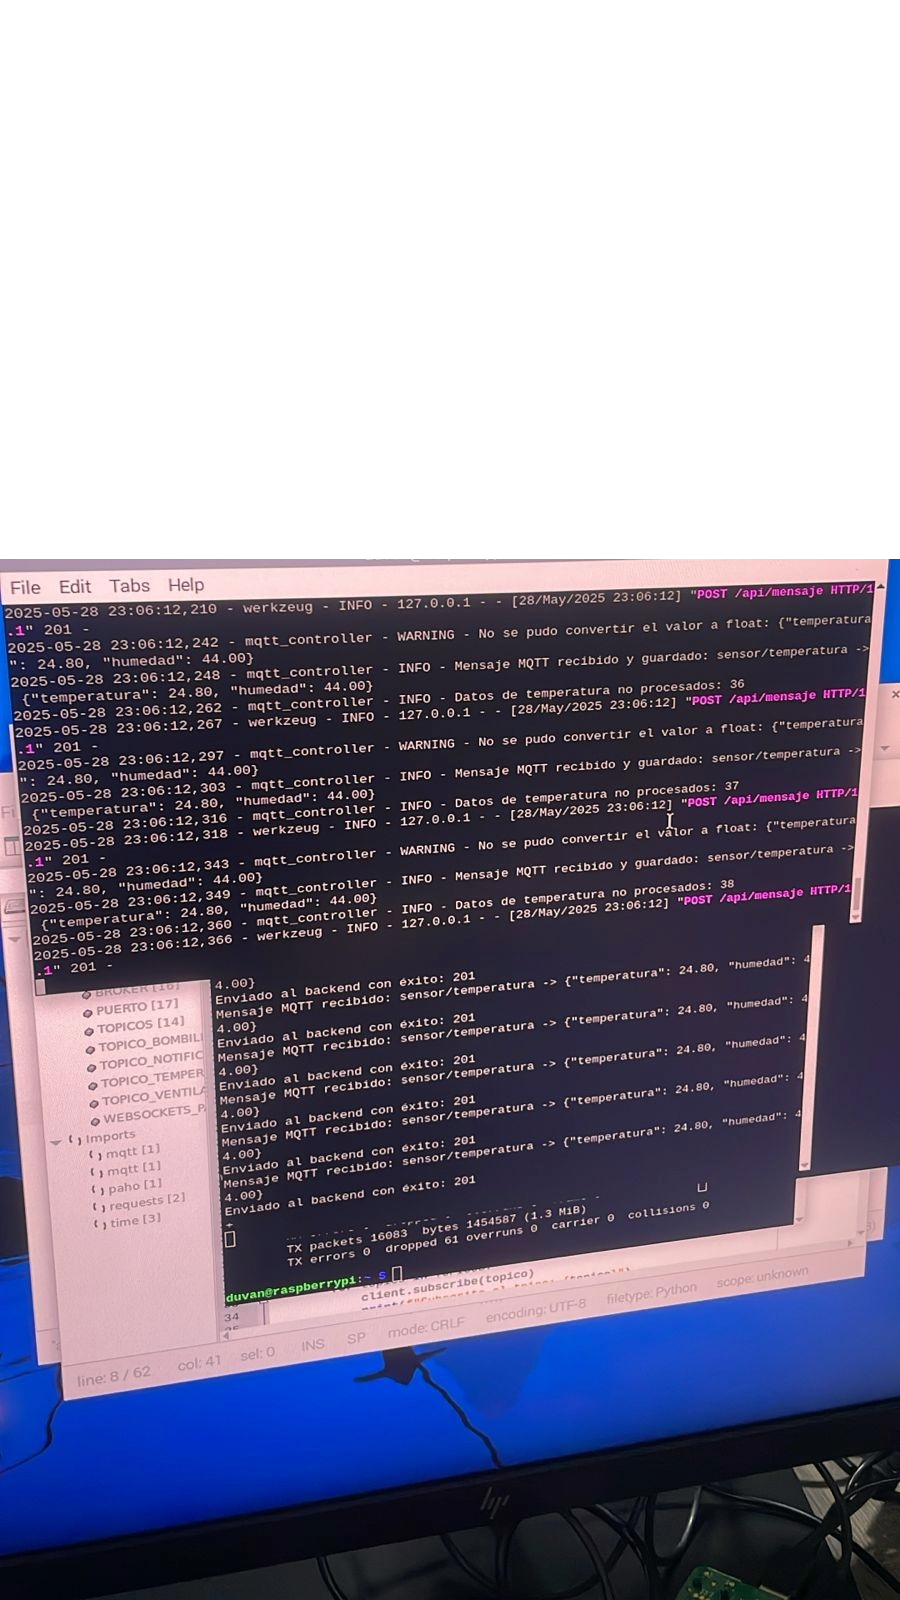 File Edit Tabs Help
2025-05-28 23:06:12,210 - werkzeug - INFO - 127.0.0.1 - - [28/May/2025 23:06:12] "POST /api/mensaje HTTP/1
.1" 201 -
2025-05-28 23:06:12,242 - mqtt_controller - WARNING - No se pudo convertir el valor a float: {"temperatura
": 24.80, "humedad": 44.00}
2025-05-28 23:06:12,248 - mqtt_controller - INFO - Mensaje MQTT recibido y guardado: sensor/temperatura ->
{"temperatura": 24.80, "humedad": 44.00}
2025-05-28 23:06:12,262 - mqtt_controller - INFO - Datos de temperatura no procesados: 36
2025-05-28 23:06:12,267 - werkzeug - INFO - 127.0.0.1 - - [28/May/2025 23:06:12] "POST /api/mensaje HTTP/1
.1" 201 -
2025-05-28 23:06:12,297 - mqtt_controller - WARNING - No se pudo convertir el valor a float: {"temperatura
": 24.80, "humedad": 44.00}
2025-05-28 23:06:12,303 - mqtt_controller - INFO - Mensaje MQTT recibido y guardado: sensor/temperatura ->
{"temperatura": 24.80, "humedad": 44.00}
2025-05-28 23:06:12,316 - mqtt_controller - INFO - Datos de temperatura no procesados: 37
2025-05-28 23:06:12,318 - werkzeug - INFO - 127.0.0.1 - - [28/May/2025 23:06:12] "POST /api/mensaje HTTP/1
.1" 201 -
2025-05-28 23:06:12,343 - mqtt_controller - WARNING - No se pudo convertir el valor a float: {"temperatura
": 24.80, "humedad": 44.00}
2025-05-28 23:06:12,349 - mqtt_controller - INFO - Mensaje MQTT recibido y guardado: sensor/temperatura ->
{"temperatura": 24.80, "humedad": 44.00}
2025-05-28 23:06:12,360 - mqtt_controller - INFO - Datos de temperatura no procesados: 38
2025-05-28 23:06:12,366 - werkzeug - INFO - 127.0.0.1 - - [28/May/2025 23:06:12] "POST /api/mensaje HTTP/1
.1" 201 -
BROKER [16]
PUERTO [17]
TOPICOS [14]
TOPICO_BOMBILI
TOPICO_NOTIFIC
TOPICO_TEMPER
TOPICO_VENTILA
WEBSOCKETS_P
Imports
mqtt [1]
mqtt [1]
paho [1]
requests [2]
time [3]
4.00}
Enviado al backend con éxito: 201
Mensaje MQTT recibido: sensor/temperatura -> {"temperatura": 24.80, "humedad": 4
4.00}
Enviado al backend con éxito: 201
Mensaje MQTT recibido: sensor/temperatura -> {"temperatura": 24.80, "humedad": 4
4.00}
Enviado al backend con éxito: 201
Mensaje MQTT recibido: sensor/temperatura -> {"temperatura": 24.80, "humedad": 4
4.00}
Enviado al backend con éxito: 201
Mensaje MQTT recibido: sensor/temperatura -> {"temperatura": 24.80, "humedad": 4
4.00}
Enviado al backend con éxito: 201
Mensaje MQTT recibido: sensor/temperatura -> {"temperatura": 24.80, "humedad": 4
4.00}
Enviado al backend con éxito: 201
TX packets 16083 bytes 1454587 (1.3 MiB)
TX errors 0 dropped 61 overruns 0 carrier 0 collisions 0
duvan@raspberrypi:~ $
client.subscribe(topico)
34
line: 8 / 62 col: 41 sel: 0 INS SP mode: CRLF encoding: UTF-8 filetype: Python scope: unknown
hp